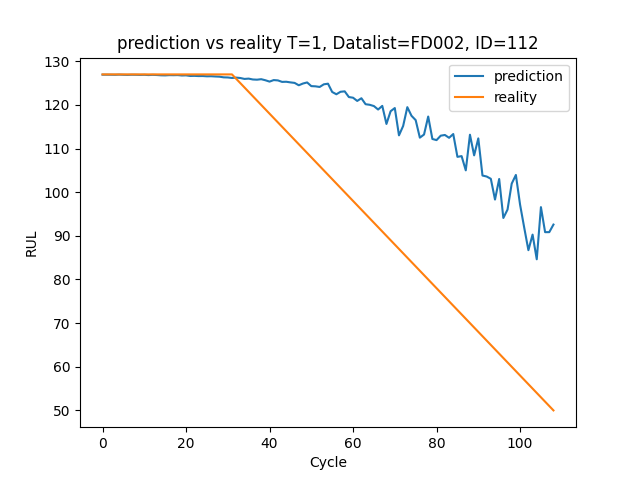 prediction vs reality T=1, Datalist=FD002, ID=112
prediction
reality
130
120
110
100
90
80
70
60
50
RUL
0 20 40 60 80 100
Cycle